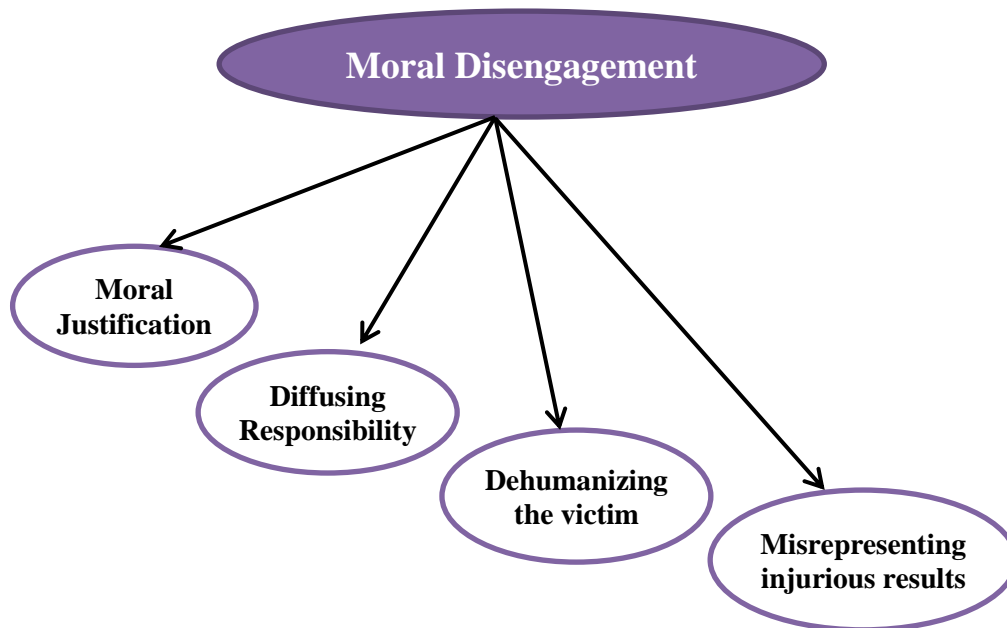 Moral Disengagement
Moral
Justification
Diffusing
Responsibility
Dehumanizing
the victim
Misrepresenting
injurious results